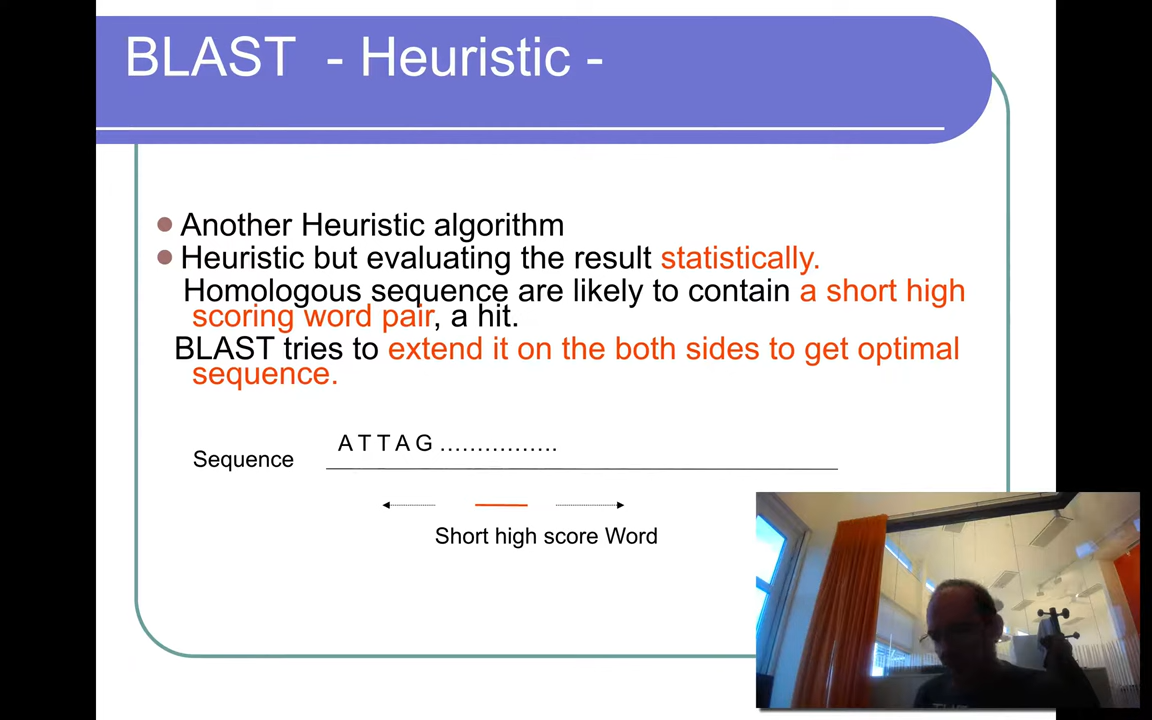 BLAST - Heuristic -
Another Heuristic algorithm
Heuristic but evaluating the result statistically.
Homologous sequence are likely to contain a short high
scoring word pair, a hit.
BLAST tries to extend it on the both sides to get optimal
sequence.
A T T A G ................
Sequence
Short high score Word